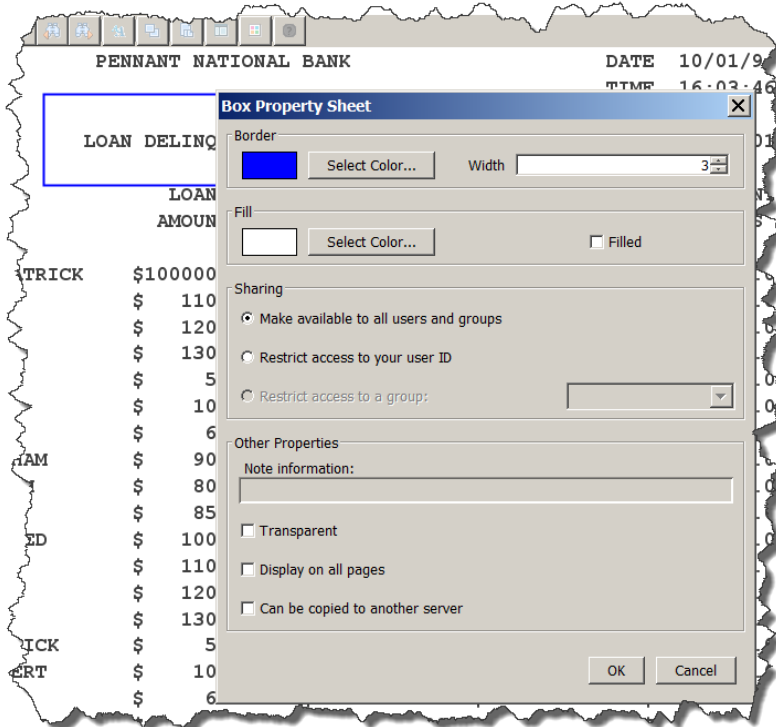 PENNANT NATIONAL BANK DATE 10/01/9
TIME 16:03:46
Box Property Sheet
LOAN DELINQ
Border
Select Color... Width 3
LOAN
AMOUN
Fill
Select Color... Filled
TRICK $100000
Sharing
$ 110
Make available to all users and groups
$ 120
$ 130
Restrict access to your user ID
$ 5
Restrict access to a group:
$ 10
$ 6
Other Properties
HAM $ 90
Note information:
$ 80
$ 85
Transparent
ED $ 100
$ 110
Display on all pages
$ 120
Can be copied to another server
$ 130
ICK $ 5
ERT $ 10
OK Cancel
$ 6